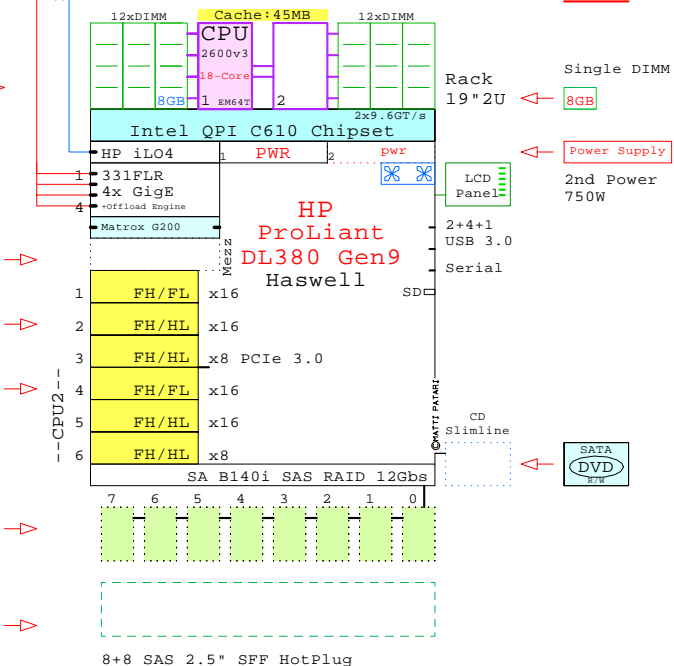 12xDIMM
Cache:45MB
12xDIMM
CPU
2600v3
18-Core
8GB
1 EM64T
2
Rack
19"2U
Single DIMM
8GB
2x9.6GT/s
Intel QPI C610 Chipset
HP iLO4
1 PWR
2 pwr
Power Supply
2nd Power
750W
1 331FLR
4x GigE
4 +Offload Engine
LCD
Panel
Matrox G200
HP
ProLiant
DL380 Gen9
Haswell
2+4+1
USB 3.0
Serial
SD
Mezz
1 FH/FL x16
2 FH/HL x16
3 FH/HL x8 PCIe 3.0
4 FH/FL x16
5 FH/HL x16
6 FH/HL x8
--CPU2--
©MATTI PATARI
CD
Slimline
SATA
DVD
R/W
SA B140i SAS RAID 12Gbs
7 6 5 4 3 2 1 0
8+8 SAS 2.5" SFF HotPlug